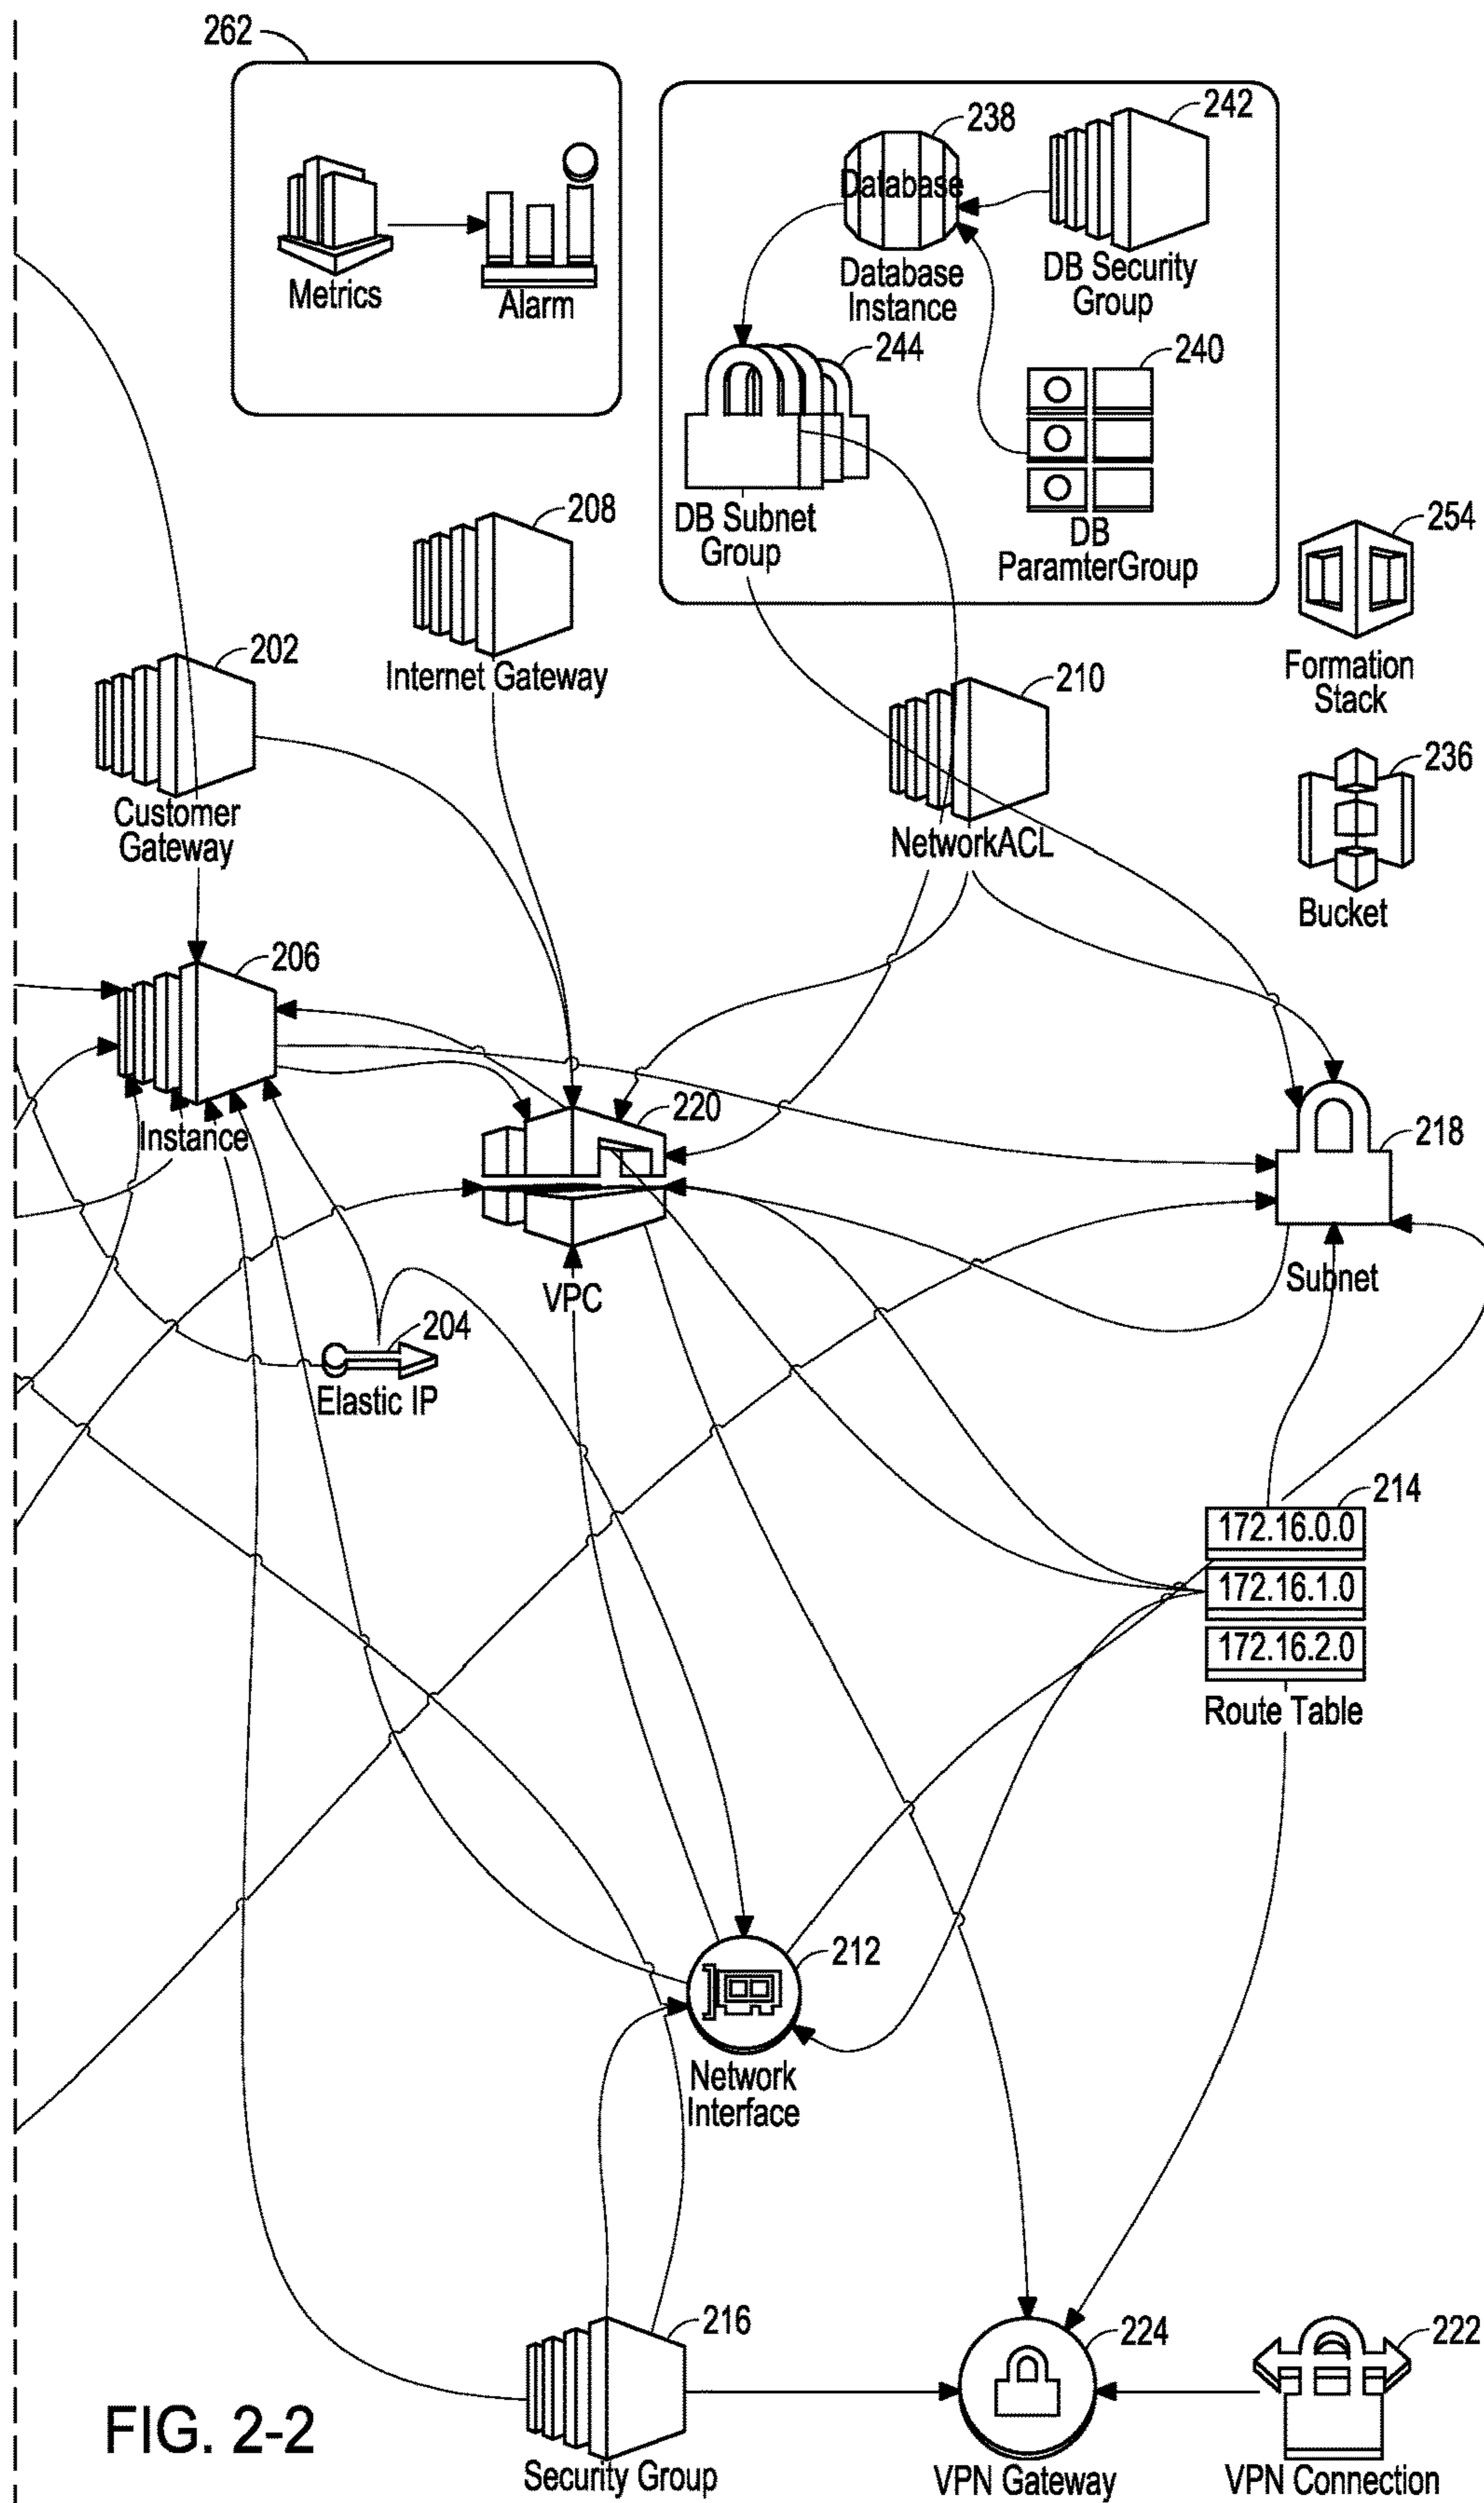 262
238
242
Database
Metrics
Alarm
Database
Instance
DB Security
Group
244
240
208
DB Subnet
Group
DB
ParamterGroup
254
202
Internet Gateway
210
Formation
Stack
236
Customer
Gateway
NetworkACL
Bucket
206
220
218
Instance
VPC
Subnet
204
Elastic IP
214
172.16.0.0
172.16.1.0
172.16.2.0
Route Table
212
Network
Interface
216
224
222
FIG. 2-2
Security Group
VPN Gateway
VPN Connection